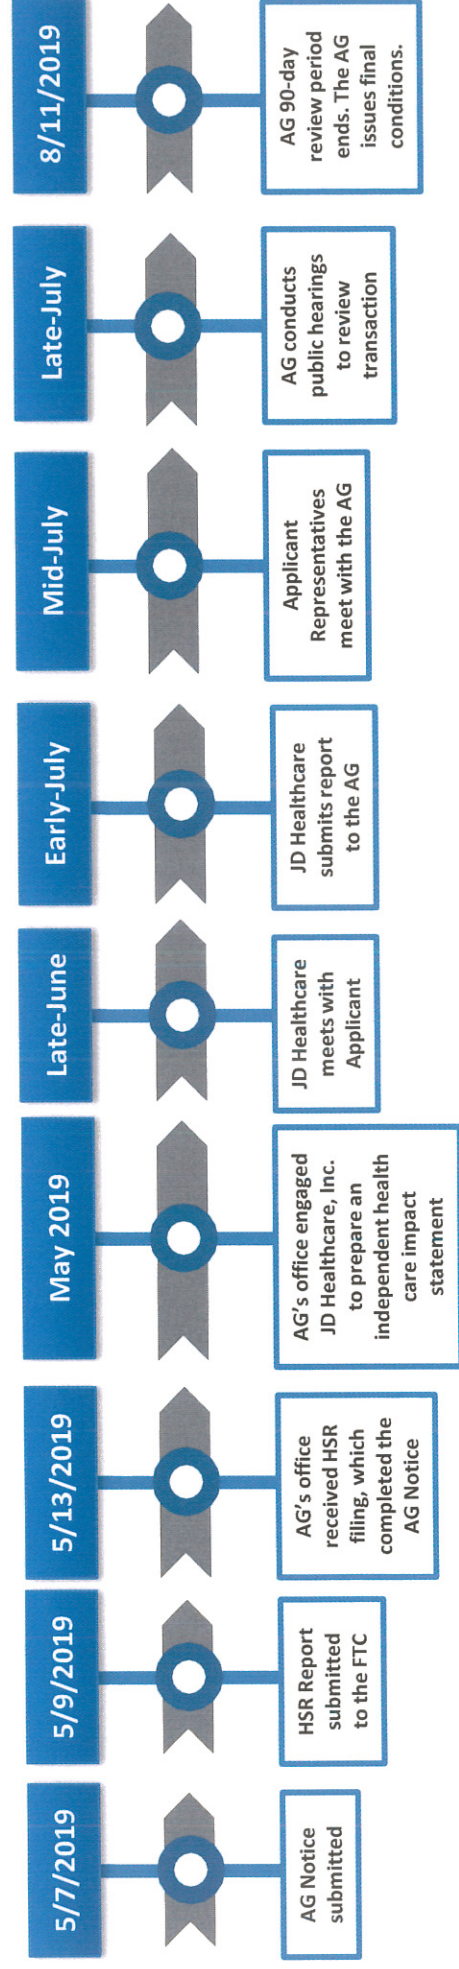 5/7/2019
AG Notice
submitted
5/9/2019
HSR Report
submitted
to the FTC
5/13/2019
AG's office
received HSR
filing, which
completed the
AG Notice
May 2019
AG's office engaged
JD Healthcare, Inc.
to prepare an
independent health
care impact
statement
Late-June
JD Healthcare
meets with
Applicant
Early-July
JD Healthcare
submits report
to the AG
Mid-July
Applicant
Representatives
meet with the AG
Late-July
AG conducts
public hearings
to review
transaction
8/11/2019
AG 90-day
review period
ends. The AG
issues final
conditions.